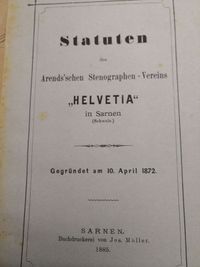 Statuten
des
Arends'schen Stenographen-Vereins
„HELVETIA"
in Sarnen
(Schweiz.)
Gegründet am 10. April 1872.
SARNEN.
Buchdruckerei von Jos. Müller.
1885.